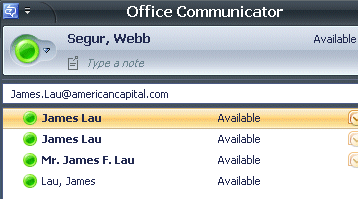 Office Communicator
Segur, Webb Available
Type a note
James.Lau@americancapital.com
James Lau Available
James Lau Available
Mr. James F. Lau Available
Lau, James Available